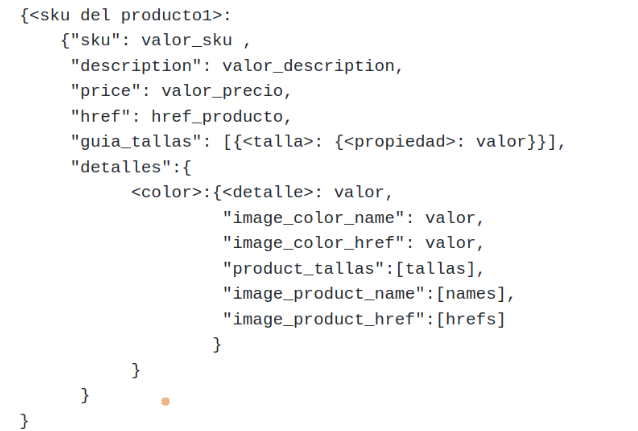 {<sku del producto1>:
{"sku": valor_sku ,
"description": valor_description,
"price": valor_precio,
"href": href_producto,
"guia_tallas": [{<talla>: {<propiedad>: valor}}],
"detalles":{
<color>:{<detalle>: valor,
"image_color_name": valor,
"image_color_href": valor,
"product_tallas":[tallas],
"image_product_name":[names],
"image_product_href":[hrefs]
}
}
}
}